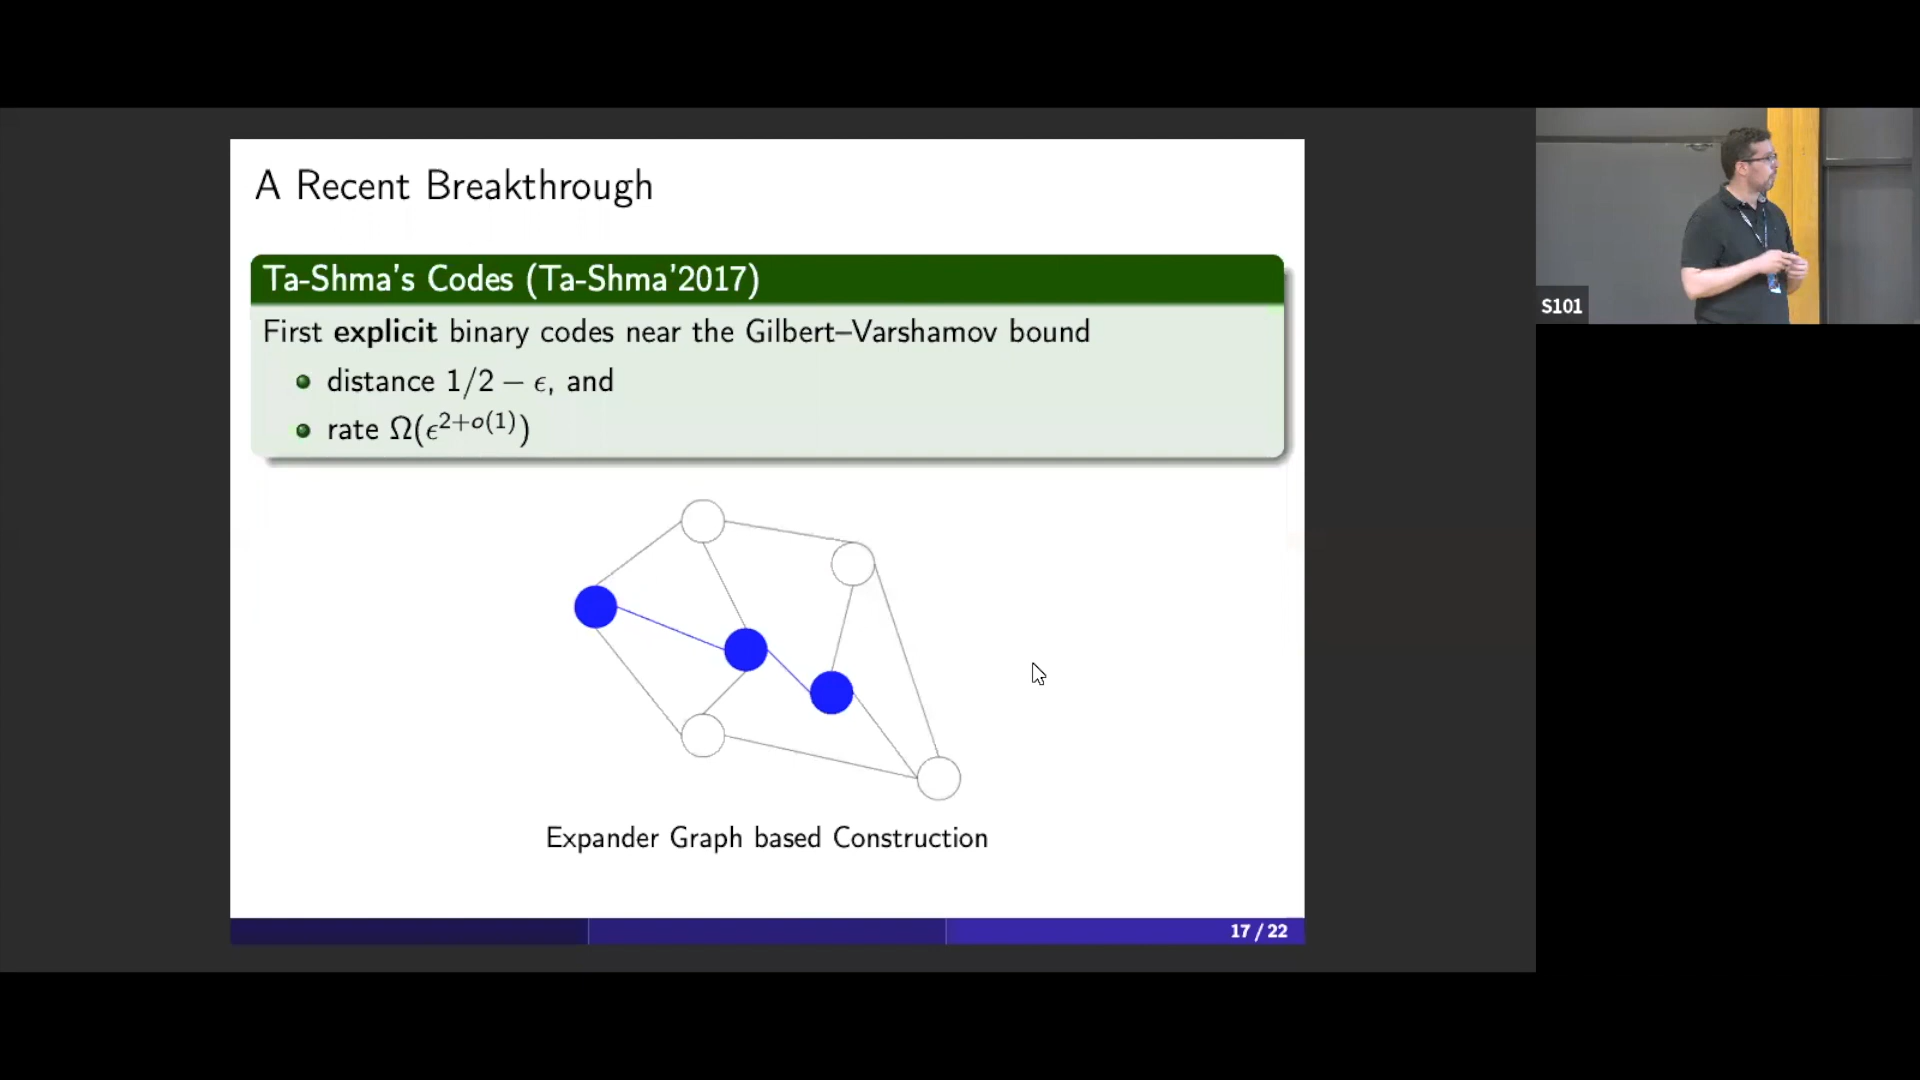 A Recent Breakthrough
Ta-Shma's Codes (Ta-Shma'2017)
First explicit binary codes near the Gilbert–Varshamov bound
distance 1/2 − ϵ, and
rate Ω(ϵ^{2+o(1)})
Expander Graph based Construction
17 / 22
S101